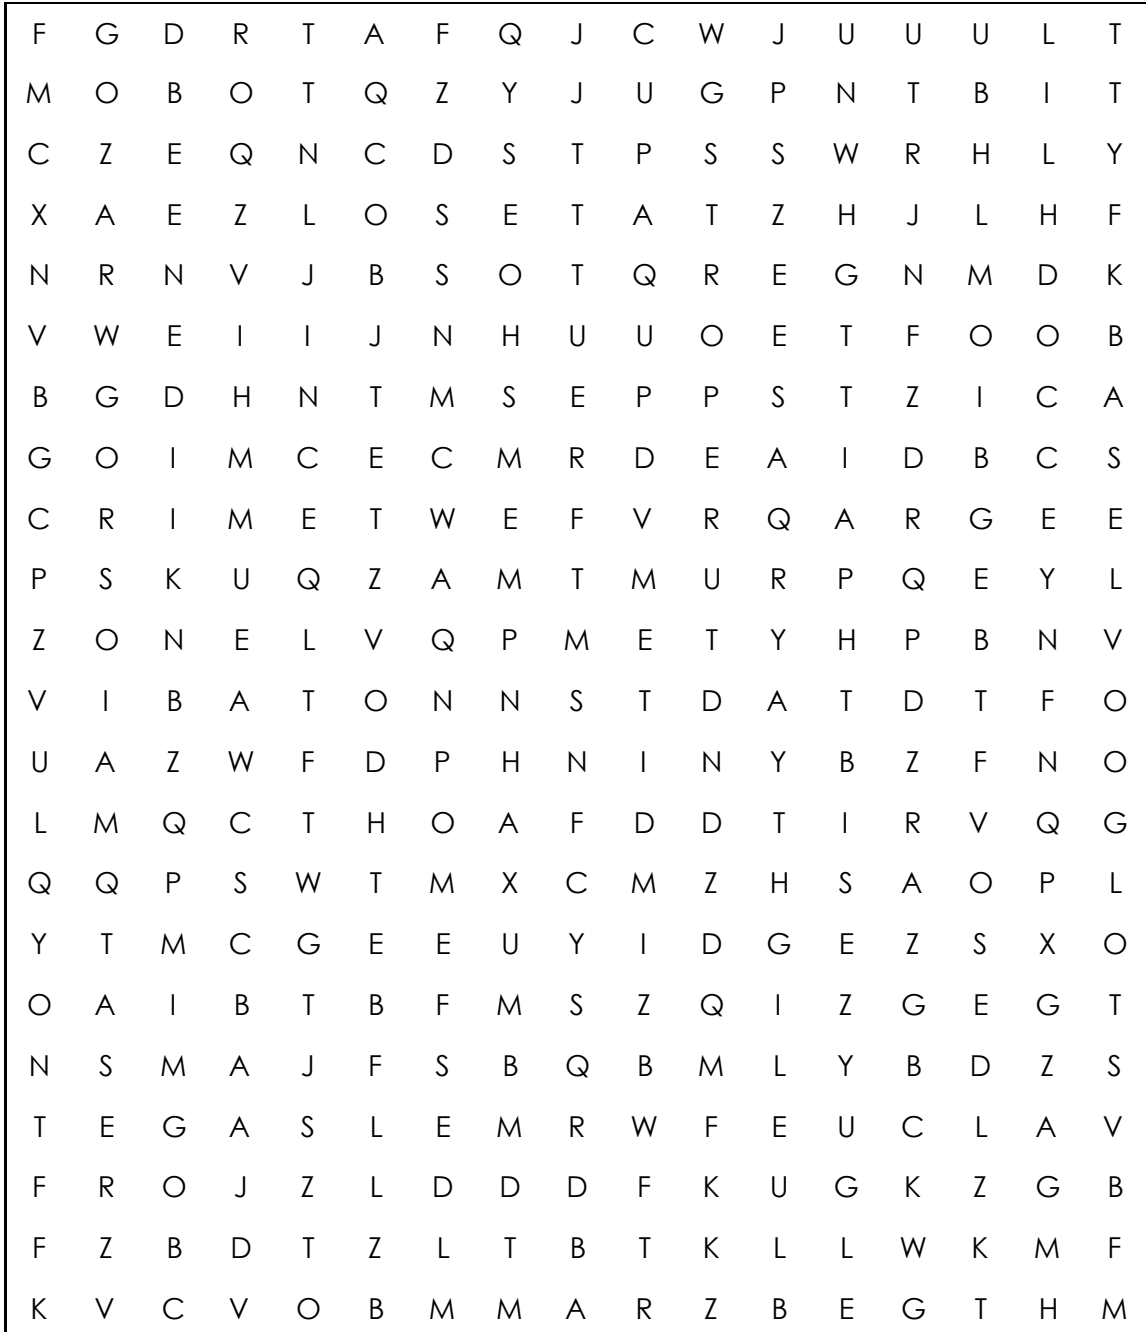 F G D R T A F Q J C W J U U U L T
M O B O T Q Z Y J U G P N T B I T
C Z E Q N C D S T P S S W R H L Y
X A E Z L O S E T A T Z H J L H F
N R N V J B S O T Q R E G N M D K
V W E I I J N H U U O E T F O O B
B G D H N T M S E P P S T Z I C A
G O I M C E C M R D E A I D B C S
C R I M E T W E F V R Q A R G E E
P S K U Q Z A M T M U R P Q E Y L
Z O N E L V Q P M E T Y H P B N V
V I B A T O N N S T D A T D T F O
U A Z W F D P H N I N Y B Z F N O
L M Q C T H O A F D D T I R V Q G
Q Q P S W T M X C M Z H S A O P L
Y T M C G E E U Y I D G E Z S X O
O A I B T B F M S Z Q I Z G E G T
N S M A J F S B Q B M L Y B D Z S
T E G A S L E M R W F E U C L A V
F R O J Z L D D D F K U G K Z G B
F Z B D T Z L T B T K L L W K M F
K V C V O B M M A R Z B E G T H M